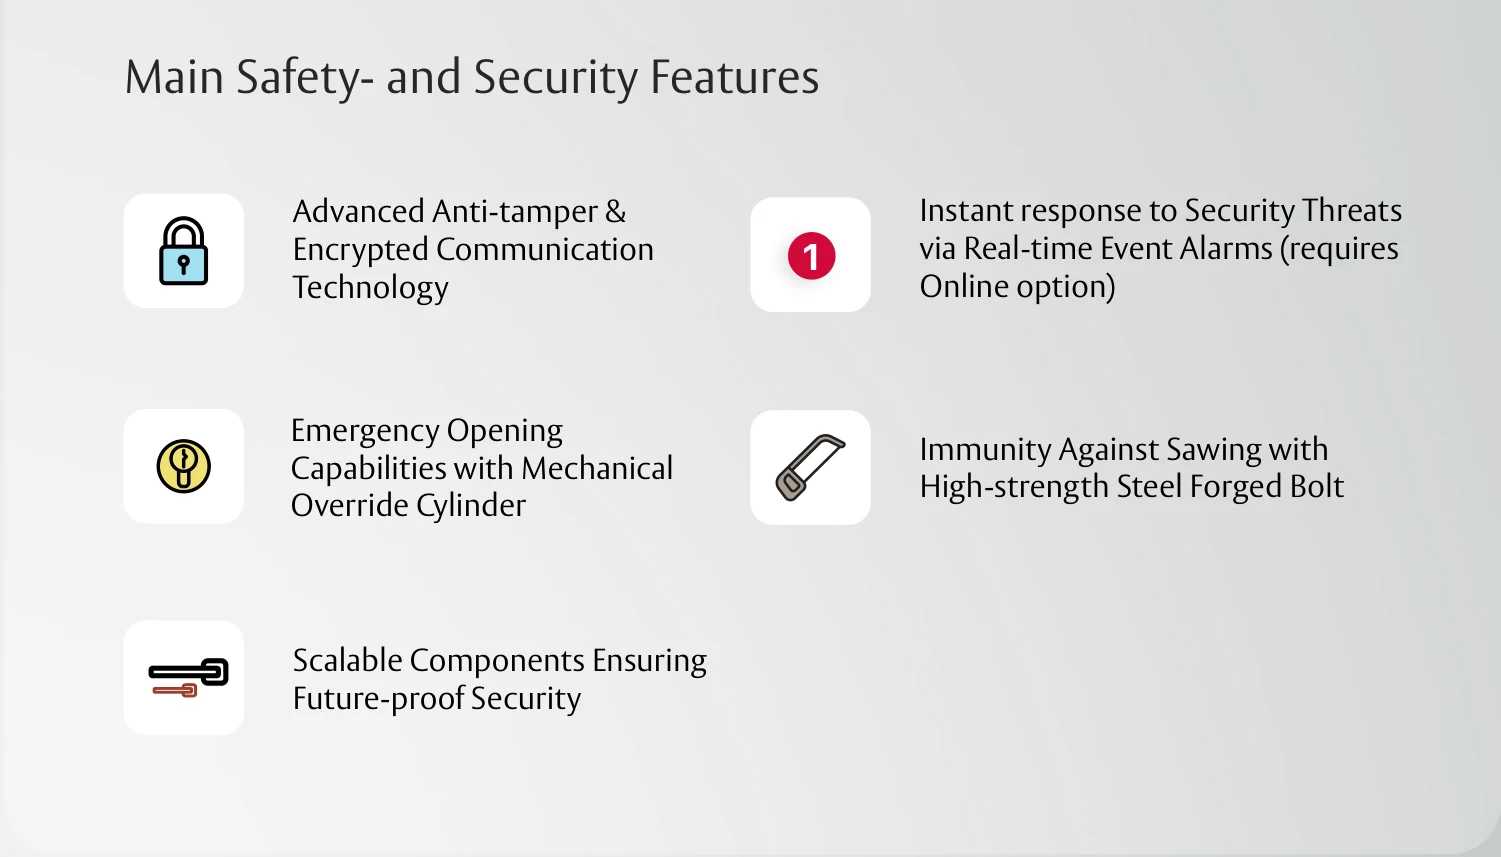 Main Safety- and Security Features
Advanced Anti-tamper &
Encrypted Communication
Technology
1
Instant response to Security Threats
via Real-time Event Alarms (requires
Online option)
Emergency Opening
Capabilities with Mechanical
Override Cylinder
Immunity Against Sawing with
High-strength Steel Forged Bolt
Scalable Components Ensuring
Future-proof Security